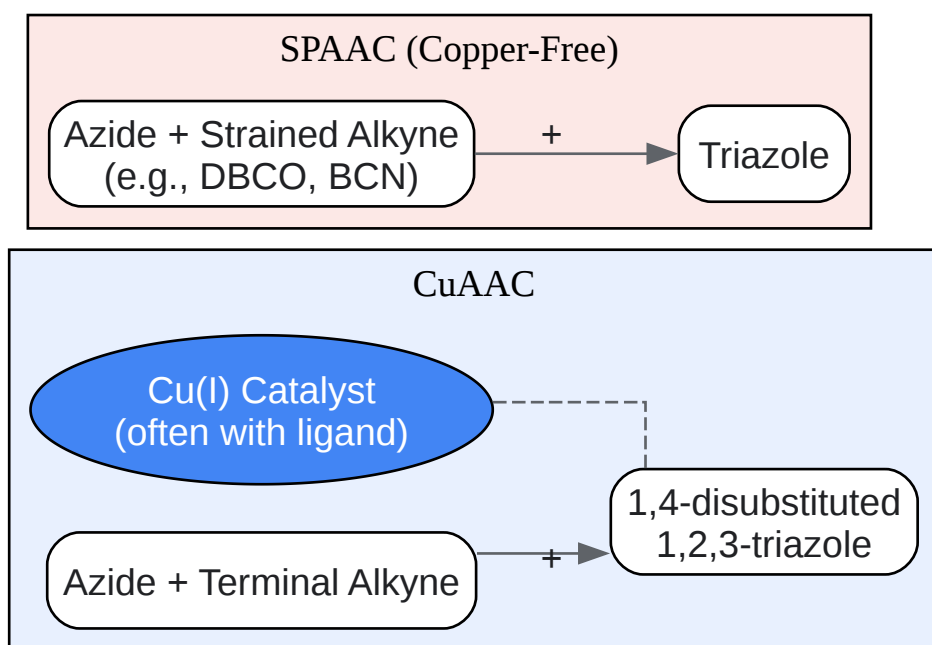 SPAAC (Copper-Free)
Azide + Strained Alkyne
(e.g., DBCO, BCN)
+
Triazole
CuAAC
Cu(I) Catalyst
(often with ligand)
1,4-disubstituted
1,2,3-triazole
Azide + Terminal Alkyne
+